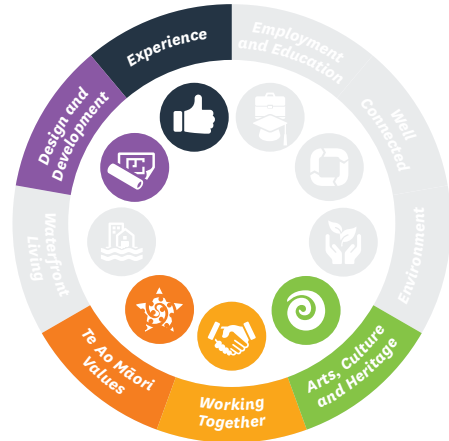 Experience
Employment
and Education
Well
Connected
Environment
Arts, Culture
and Heritage
Working
Together
Te Ao Māori
Values
Waterfront
Living
Design and
Development